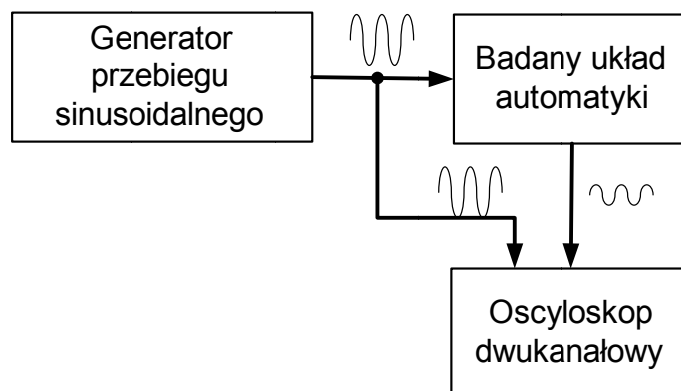 Generator
przebiegu
sinusoidalnego
Badany układ
automatyki
Oscyloskop
dwukanałowy